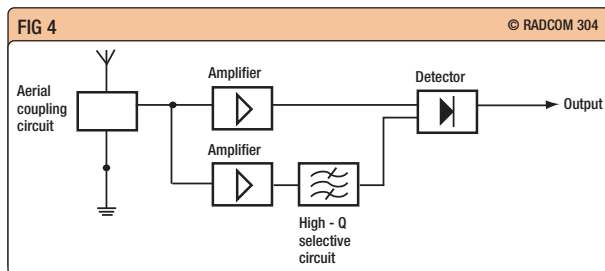 FIG 4
© RADCOM 304
Aerial
coupling
circuit
Amplifier
Amplifier
High - Q
selective
circuit
Detector
Output